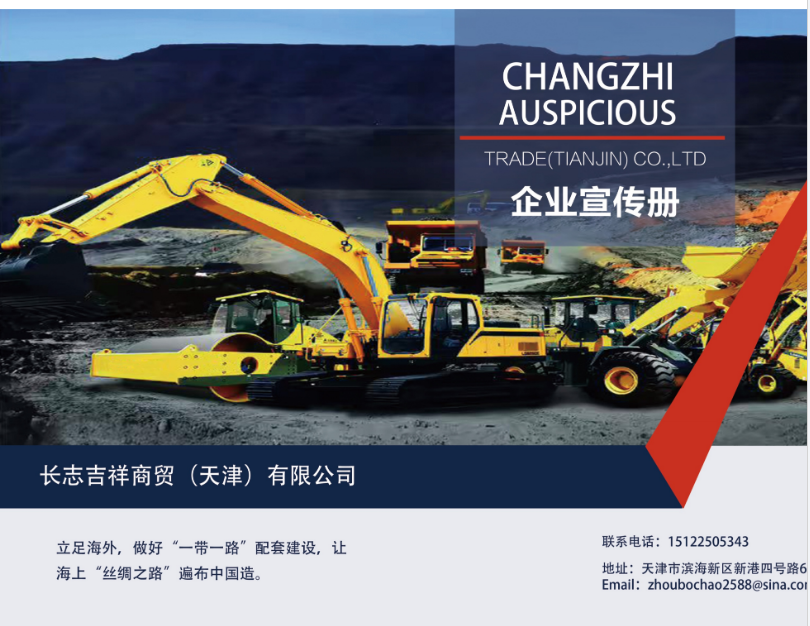 CHANGZHI
AUSPICIOUS
TRADE(TIANJIN) CO.,LTD
企业宣传册
长志吉祥商贸（天津）有限公司
立足海外，做好“一带一路”配套建设，让
海上“丝绸之路”遍布中国造。
联系电话：15122505343
地址：天津市滨海新区新港四号路6
Email：zhoubochao2588@sina.co